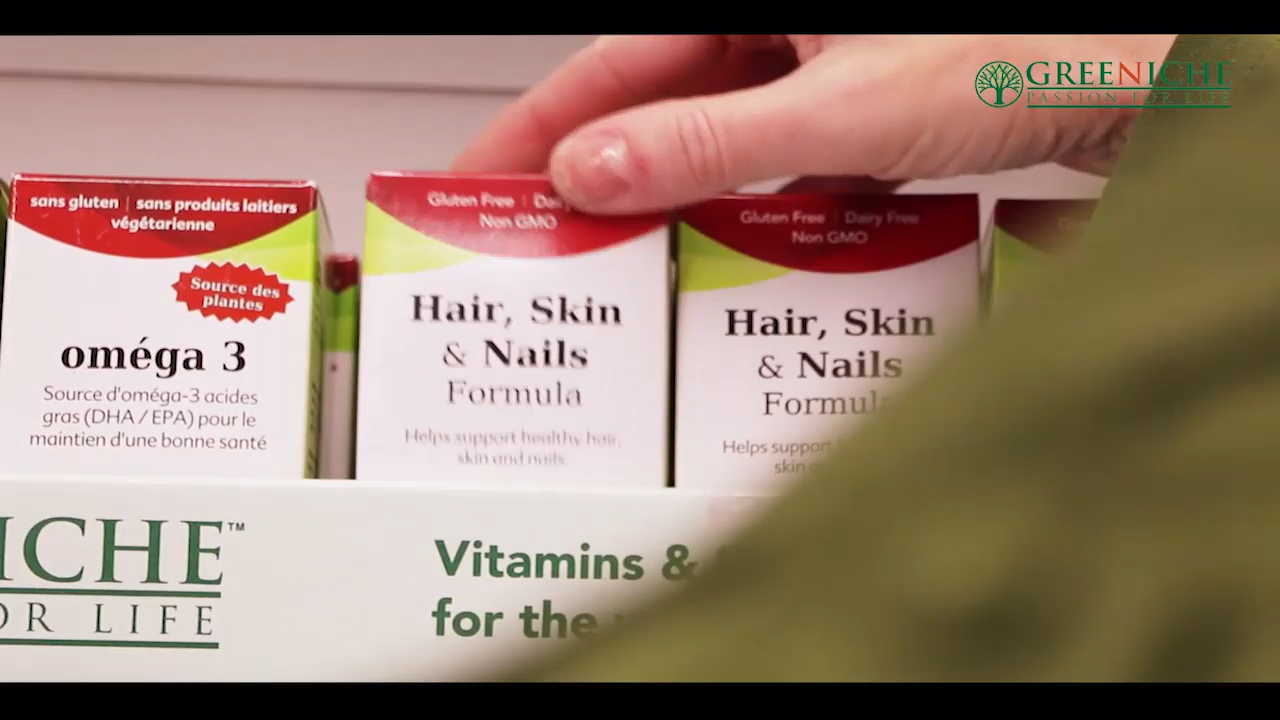 GREENICHE
PASSION FOR LIFE
sans gluten | sans produits laitiers
végétarienne
Source des
plantes
oméga 3
Source d'oméga-3 acides
gras (DHA / EPA) pour le
maintien d'une bonne santé
Gluten Free |
Non GMO
Hair, Skin
& Nails
Formula
Helps support healthy hair,
skin and nails
Gluten Free | Dairy Free
Non GMO
Hair, Skin
& Nails
Formula
Helps support
skin
ICHE™
OR LIFE
Vitamins &
for the